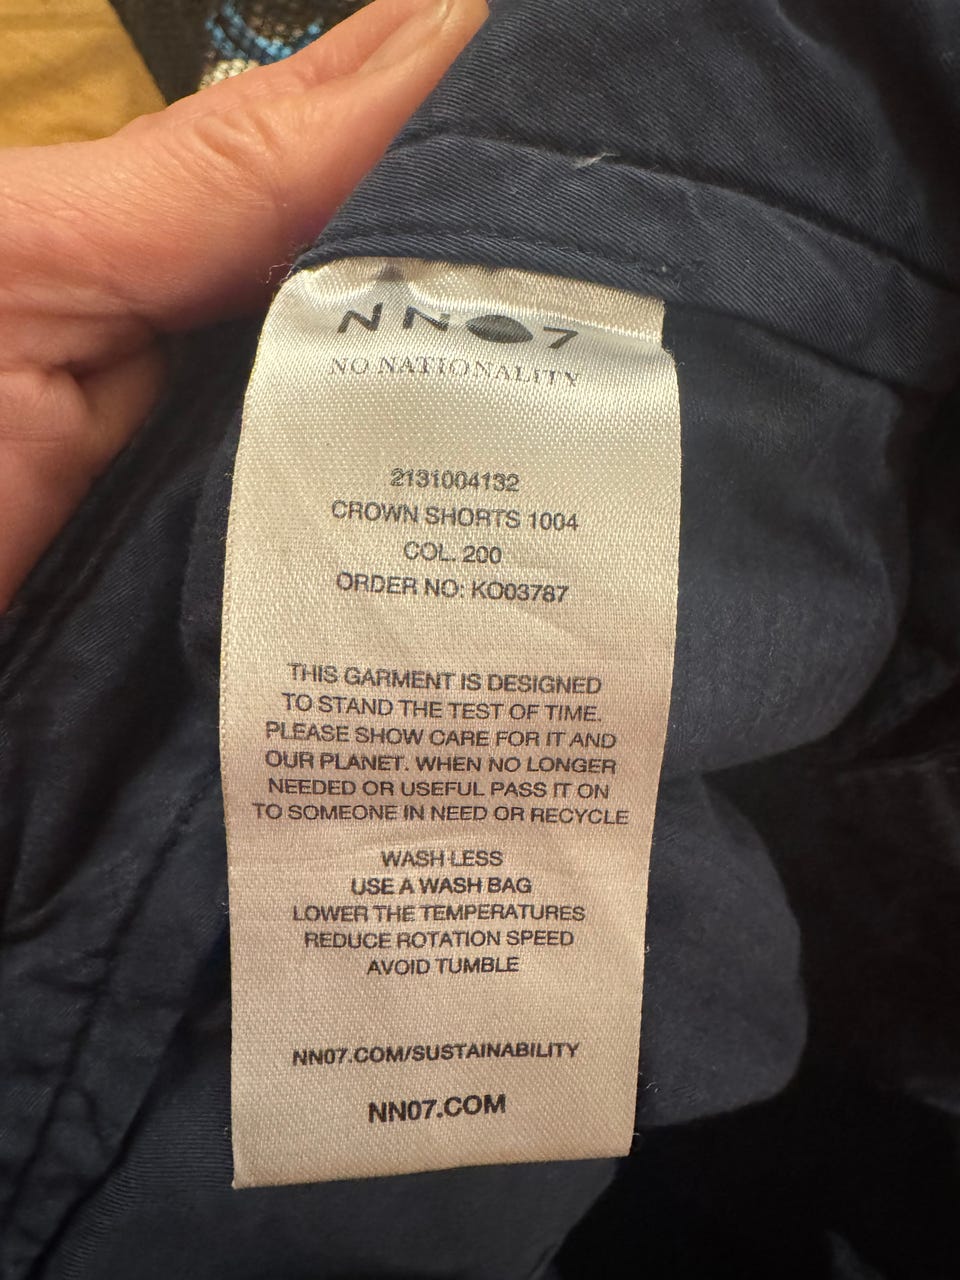 NN07
NO NATIONALITY
2131004132
CROWN SHORTS 1004
COL. 200
ORDER NO: KO03787
THIS GARMENT IS DESIGNED
TO STAND THE TEST OF TIME.
PLEASE SHOW CARE FOR IT AND
OUR PLANET. WHEN NO LONGER
NEEDED OR USEFUL PASS IT ON
TO SOMEONE IN NEED OR RECYCLE
WASH LESS
USE A WASH BAG
LOWER THE TEMPERATURES
REDUCE ROTATION SPEED
AVOID TUMBLE
NN07.COM/SUSTAINABILITY
NN07.COM